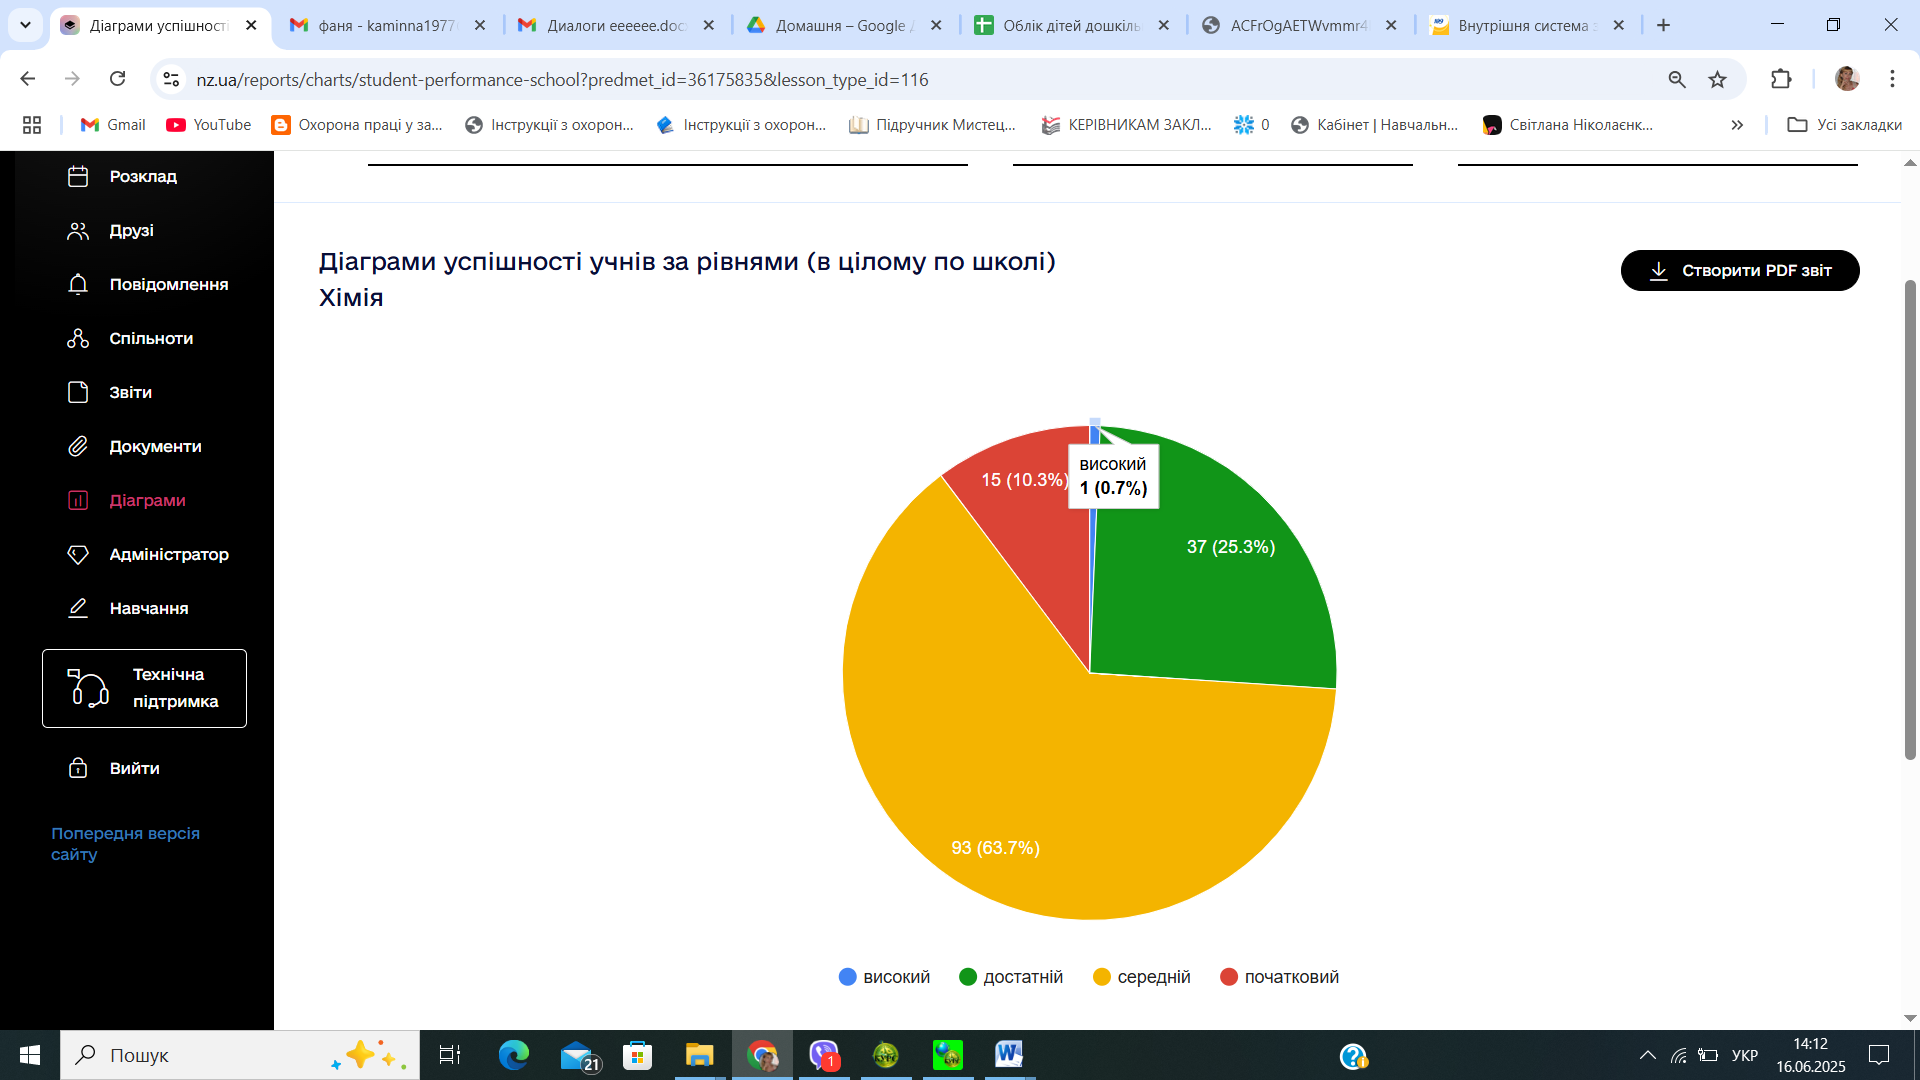 Діаграми успішності
фаня - kaminna1977
Диалоги eeeeee.doc
Домашня – Google
Облік дітей дошкіль
ACFrOgAETWvmmr4
Внутрішня система з
nz.ua/reports/charts/student-performance-school?predmet_id=36175835&lesson_type_id=116
Gmail
YouTube
Охорона праці у за...
Інструкції з охорон...
Інструкції з охорон...
Підручник Мистец...
КЕРІВНИКАМ ЗАКЛ...
0
Кабінет | Навчальн...
Світлана Ніколаєнк...
Усі закладки
Розклад
Друзі
Повідомлення
Спільноти
Звіти
Документи
Діаграми
Адміністратор
Навчання
Технічна
підтримка
Вийти
Попередня версія
сайту
Діаграми успішності учнів за рівнями (в цілому по школі)
Хімія
Створити PDF звіт
високий
1 (0.7%)
15 (10.3%)
37 (25.3%)
93 (63.7%)
високий
достатній
середній
початковий
Пошук
21
1
УКР
14:12
16.06.2025